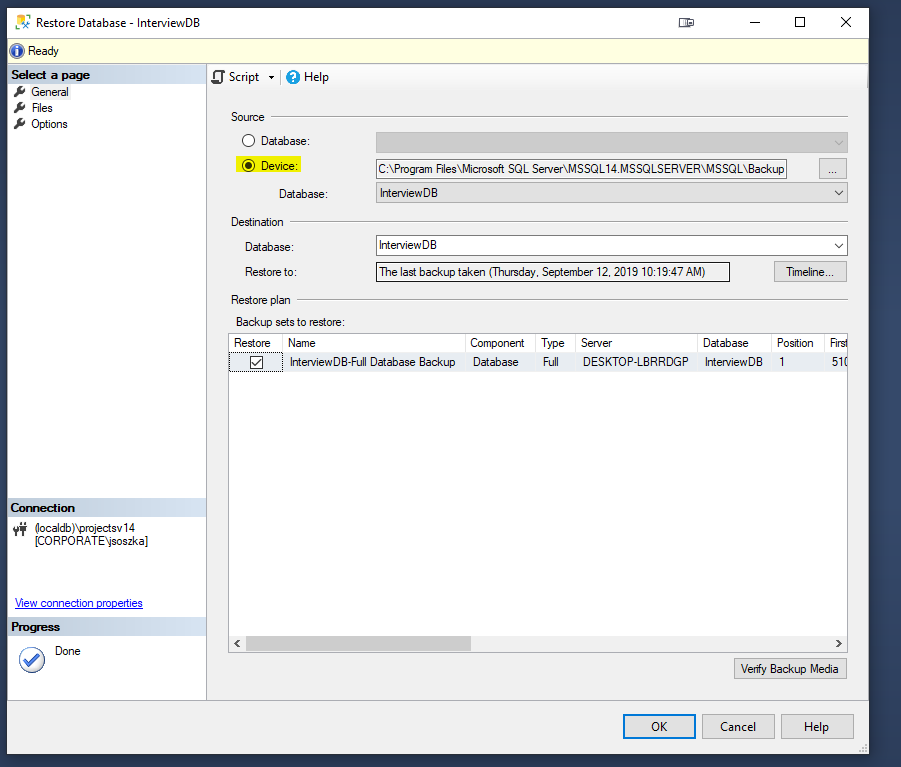 Restore Database - InterviewDB
Ready
Select a page
General
Files
Options
Script
Help
Source
Database:
Device:
C:\Program Files\Microsoft SQL Server\MSSQL14.MSSQLSERVER\MSSQL\Backup
...
Database:
InterviewDB
Destination
Database:
InterviewDB
Restore to:
The last backup taken (Thursday, September 12, 2019 10:19:47 AM)
Timeline...
Restore plan
Backup sets to restore:
Restore Name Component Type Server Database Position First
InterviewDB-Full Database Backup Database Full DESKTOP-LBRRDGP InterviewDB 1 510
Connection
(localdb)\projectsv14
[CORPORATE\jsoszka]
View connection properties
Progress
Done
Verify Backup Media
OK
Cancel
Help